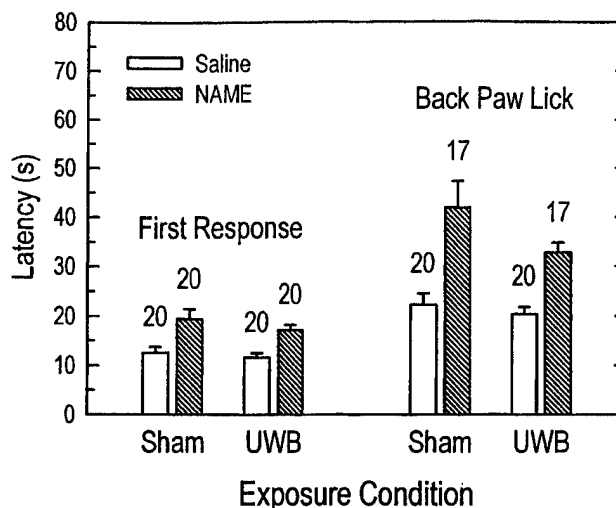 80
70
60
50
40
30
20
10
0
Latency (s)
Saline
NAME
First Response
Back Paw Lick
20 20 20 20
20 17 20 17
Sham UWB Sham UWB
Exposure Condition